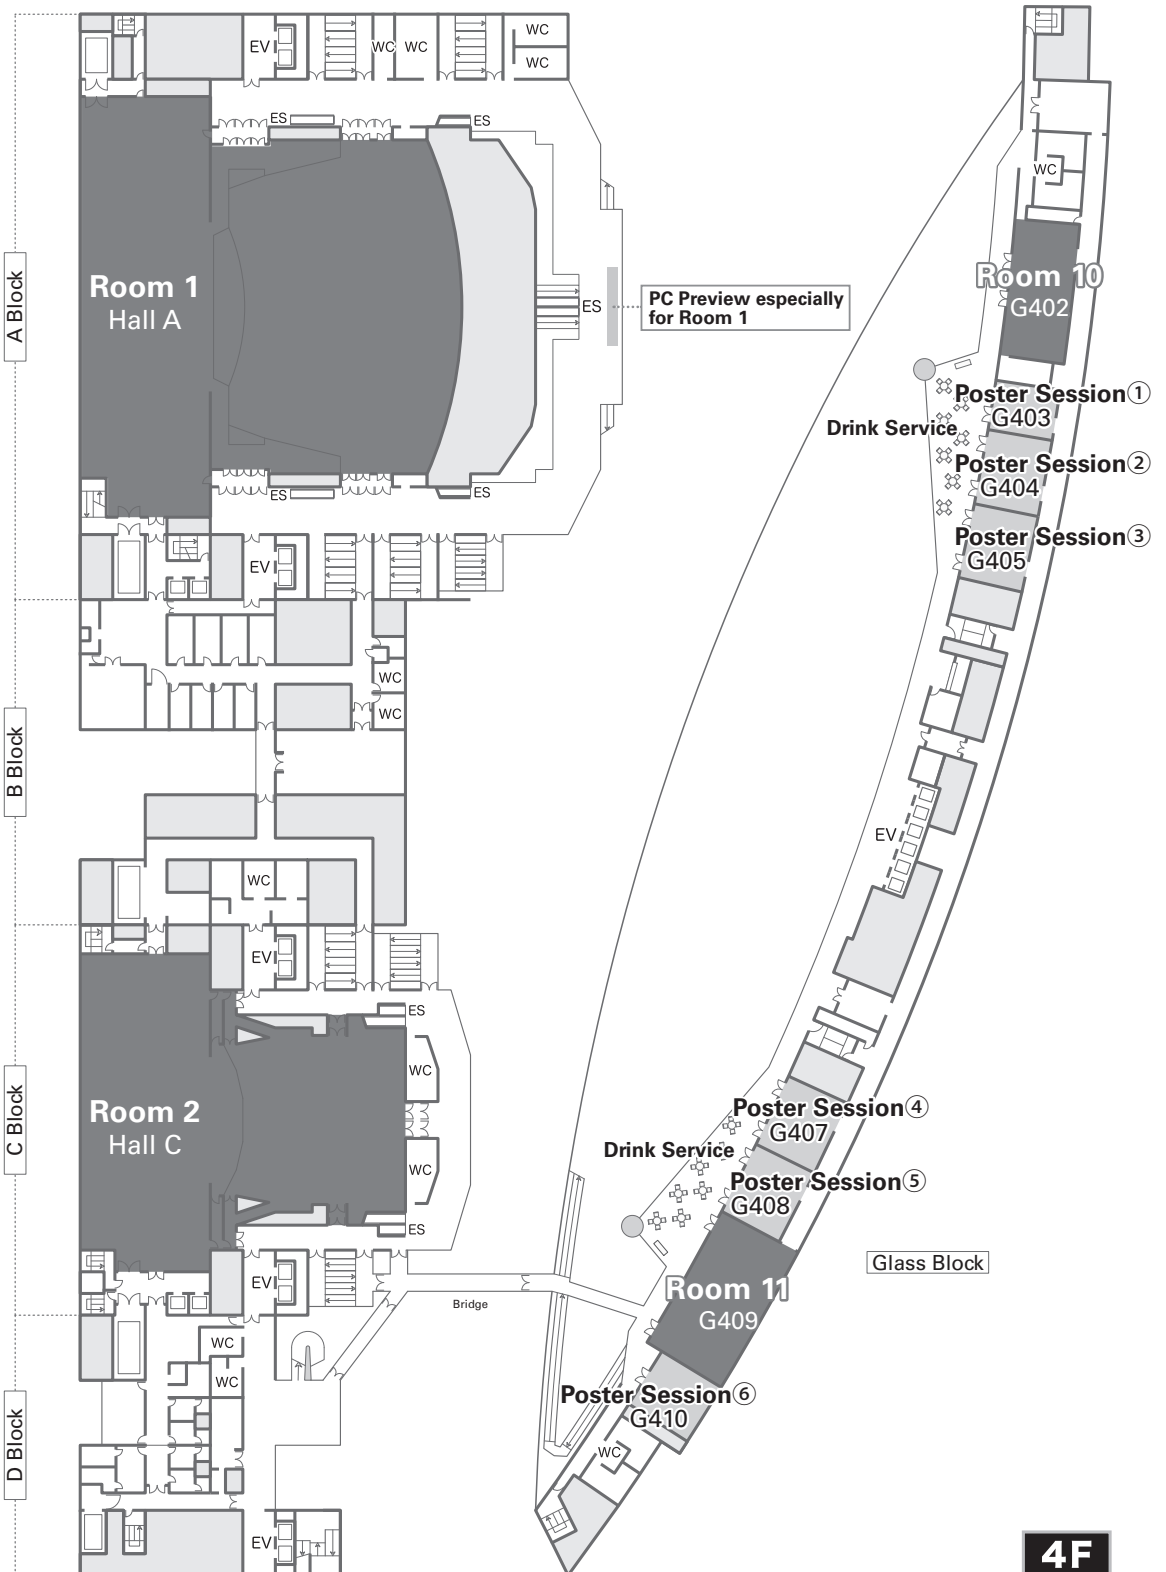 WC
EV
WC
WC
WC
ES
ES
WC
A Block
Room 1
Hall A
ES
PC Preview especially
for Room 1
Room 10
G402
Poster Session①
G403
Drink Service
Poster Session②
G404
ES
ES
Poster Session③
G405
EV
WC
WC
B Block
EV
WC
EV
ES
WC
C Block
Room 2
Hall C
Poster Session④
G407
Drink Service
WC
Poster Session⑤
G408
ES
Glass Block
EV
Room 11
G409
Bridge
WC
WC
Poster Session⑥
G410
D Block
WC
EV
4F